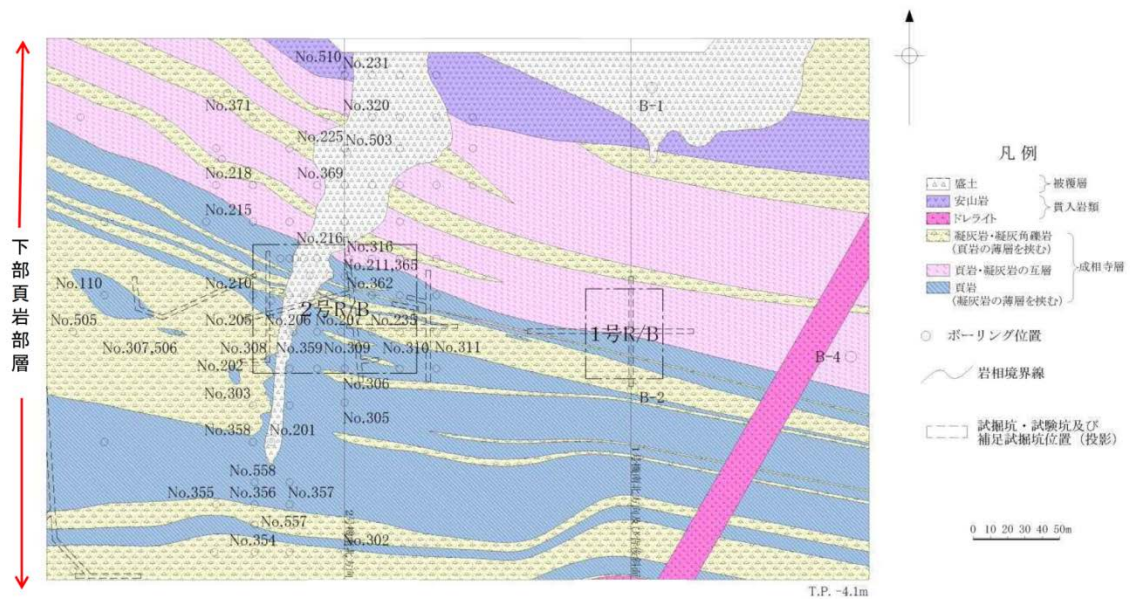 下部頁岩部層
No.510
No.231
B-1
No.371
No.320
No.225
No.503
No.218
No.369
No.215
No.216
No.316
No.211,365
No.110
No.210
No.362
2号R/B
No.505
No.205
No.206
No.207
No.235
1号R/B
No.307,506
No.308
No.359
No.309
No.310
No.311
B-4
No.202
No.306
No.303
B-2
No.305
No.358
No.201
No.558
No.355
No.356
No.357
No.557
No.354
No.302
T.P. -4.1m
凡例
盛土
被覆層
安山岩
貫入岩類
ドレライト
凝灰岩・凝灰角礫岩
(頁岩の薄層を挟む)
頁岩・凝灰岩の互層
成相寺層
頁岩
(凝灰岩の薄層を挟む)
ボーリング位置
岩相境界線
試掘坑・試験坑及び
補足試掘坑位置（投影）
0 10 20 30 40 50m